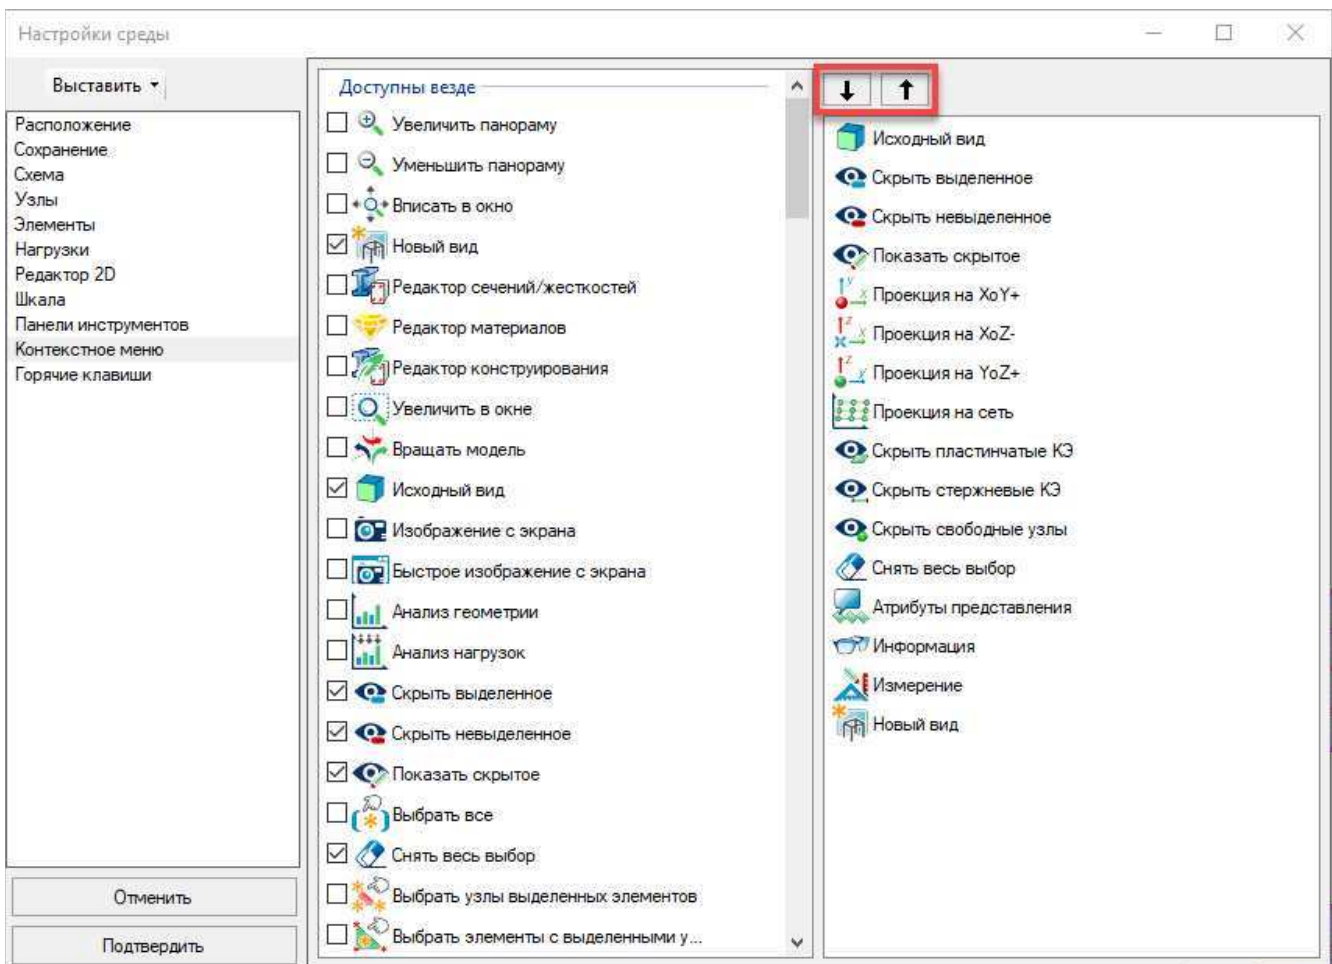 Настройки среды
Выставить
Расположение
Сохранение
Схема
Узлы
Элементы
Нагрузки
Редактор 2D
Шкала
Панели инструментов
Контекстное меню
Горячие клавиши
Отменить
Подтвердить
Доступны везде
Увеличить панораму
Уменьшить панораму
Вписать в окно
Новый вид
Редактор сечений/жесткостей
Редактор материалов
Редактор конструирования
Увеличить в окне
Вращать модель
Исходный вид
Изображение с экрана
Быстрое изображение с экрана
Анализ геометрии
Анализ нагрузок
Скрыть выделенное
Скрыть невыделенное
Показать скрытое
Выбрать все
Снять весь выбор
Выбрать узлы выделенных элементов
Выбрать элементы с выделенными у...
Исходный вид
Скрыть выделенное
Скрыть невыделенное
Показать скрытое
Проекция на XoY+
Проекция на XoZ-
Проекция на YoZ+
Проекция на сеть
Скрыть пластинчатые КЭ
Скрыть стержневые КЭ
Скрыть свободные узлы
Снять весь выбор
Атрибуты представления
Информация
Измерение
Новый вид